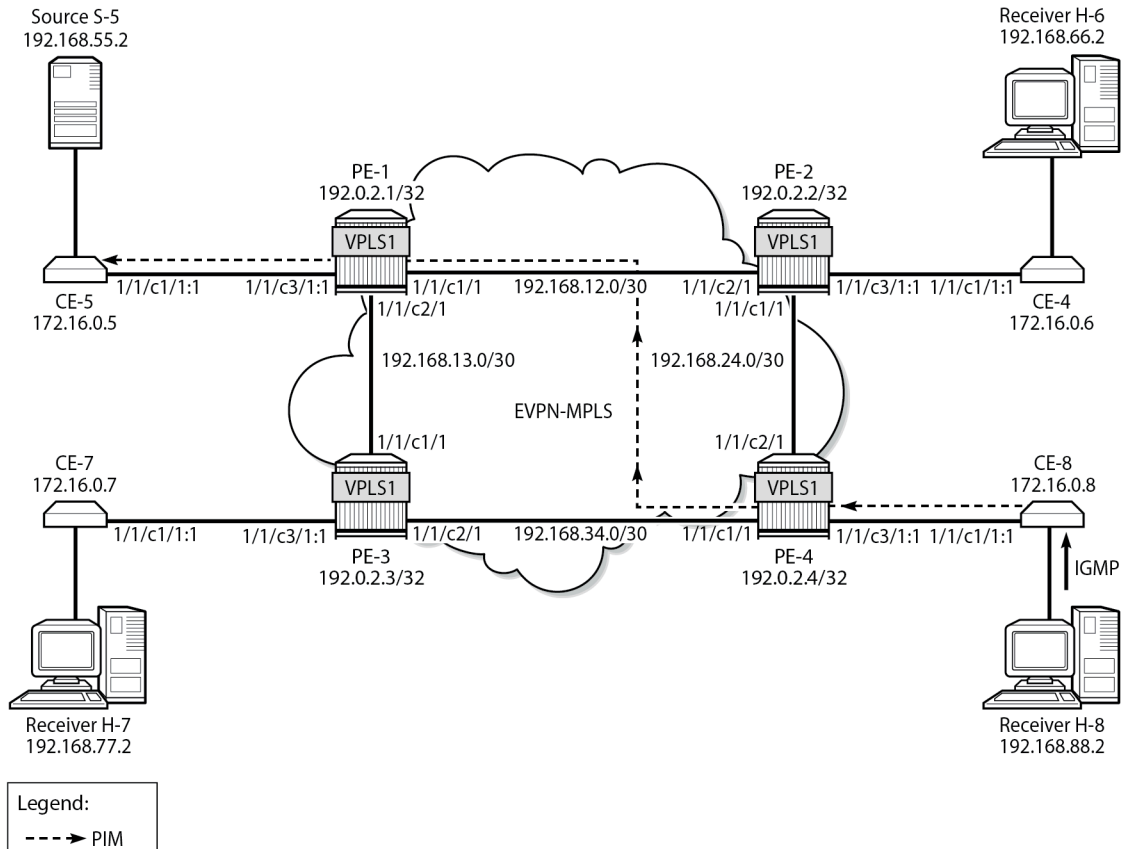 Source S-5
192.168.55.2
Receiver H-6
192.168.66.2
PE-1
192.0.2.1/32
PE-2
192.0.2.2/32
VPLS1
VPLS1
1/1/c1/1:1
1/1/c3/1:1
1/1/c1/1
192.168.12.0/30
1/1/c2/1
1/1/c3/1:1
1/1/c1/1:1
CE-5
172.16.0.5
1/1/c2/1
1/1/c1/1
CE-4
172.16.0.6
192.168.13.0/30
192.168.24.0/30
EVPN-MPLS
1/1/c1/1
1/1/c2/1
CE-7
172.16.0.7
CE-8
172.16.0.8
VPLS1
VPLS1
1/1/c1/1:1
1/1/c3/1:1
1/1/c2/1
192.168.34.0/30
1/1/c1/1
1/1/c3/1:1
1/1/c1/1:1
PE-3
192.0.2.3/32
PE-4
192.0.2.4/32
IGMP
Receiver H-7
192.168.77.2
Receiver H-8
192.168.88.2
Legend:
PIM